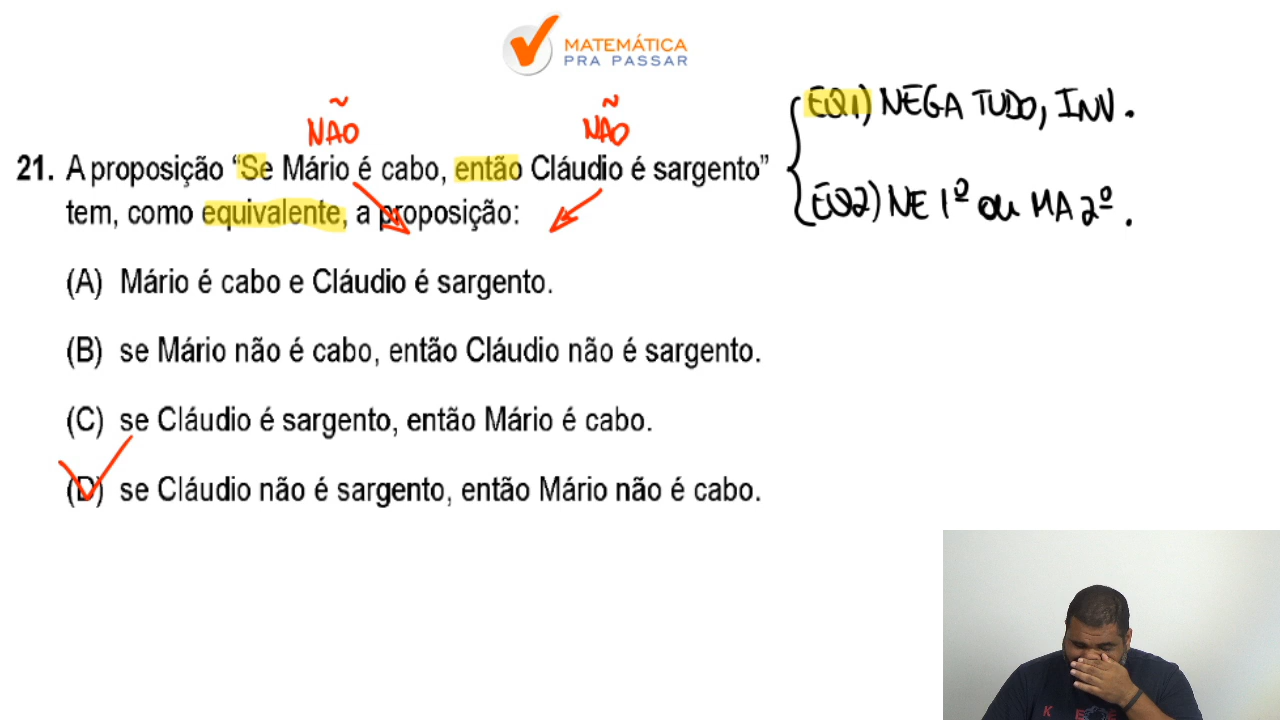 MATEMÁTICA
PRA PASSAR
EQ1) NEGA TUDO, INV.
~ ~
NÃO NÃO
21. A proposição “Se Mário é cabo, então Cláudio é sargento”
EQ2) NE 1º OU MA 2º.
tem, como equivalente, a proposição:
(A) Mário é cabo e Cláudio é sargento.
(B) se Mário não é cabo, então Cláudio não é sargento.
(C) se Cláudio é sargento, então Mário é cabo.
(D) se Cláudio não é sargento, então Mário não é cabo.
K